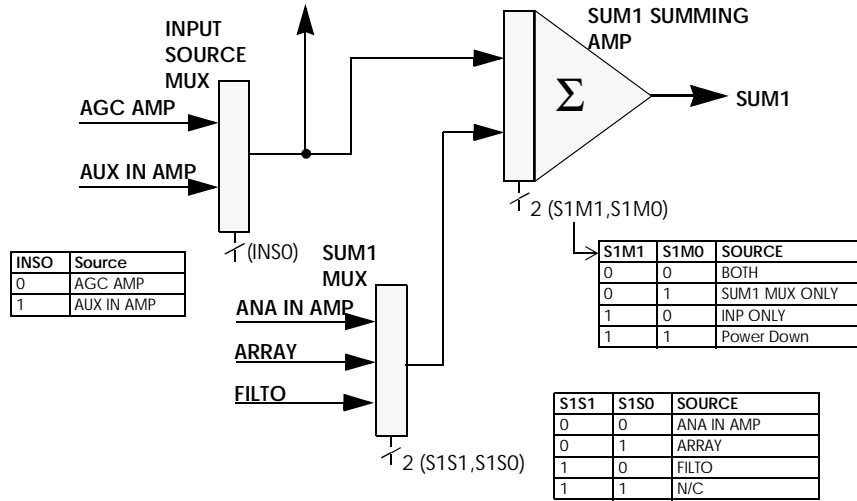 INPUT
SOURCE
MUX
SUM1 SUMMING
AMP
Σ
SUM1
AGC AMP
AUX IN AMP
2 (S1M1,S1M0)
(INS0)
INSO Source
0 AGC AMP
1 AUX IN AMP
SUM1
MUX
S1M1 S1M0 SOURCE
0 0 BOTH
0 1 SUM1 MUX ONLY
1 0 INP ONLY
1 1 Power Down
ANA IN AMP
ARRAY
FILTO
2 (S1S1,S1S0)
S1S1 S1S0 SOURCE
0 0 ANA IN AMP
0 1 ARRAY
1 0 FILTO
1 1 N/C